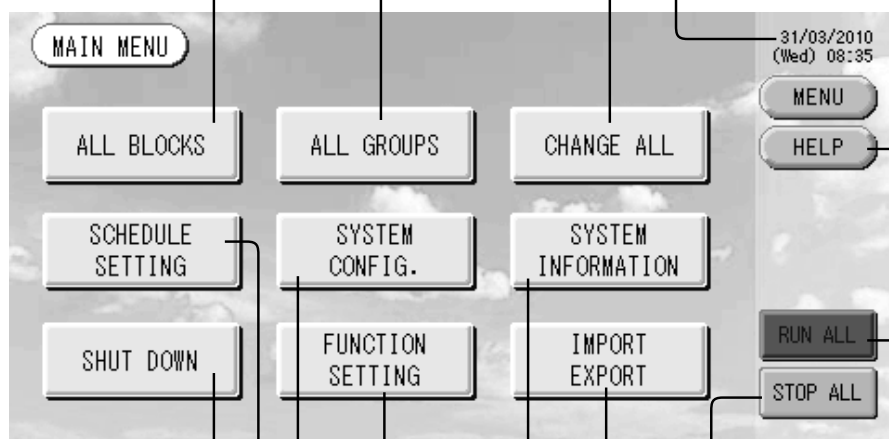 MAIN MENU
31/03/2010
(Wed) 08:35
MENU
HELP
ALL BLOCKS
ALL GROUPS
CHANGE ALL
SCHEDULE
SETTING
SYSTEM
CONFIG.
SYSTEM
INFORMATION
SHUT DOWN
FUNCTION
SETTING
IMPORT
EXPORT
RUN ALL
STOP ALL